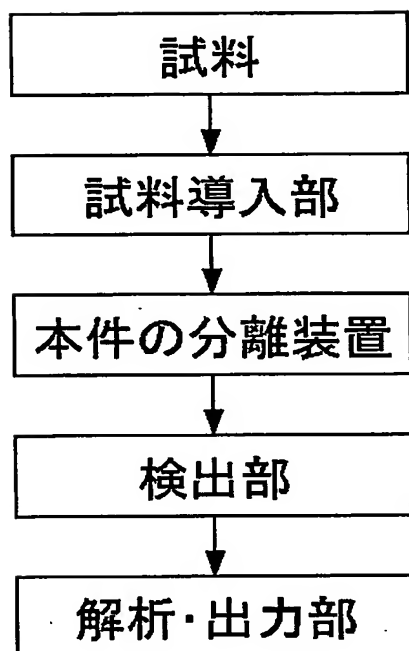 試料
試料導入部
本件の分離装置
検出部
解析・出力部